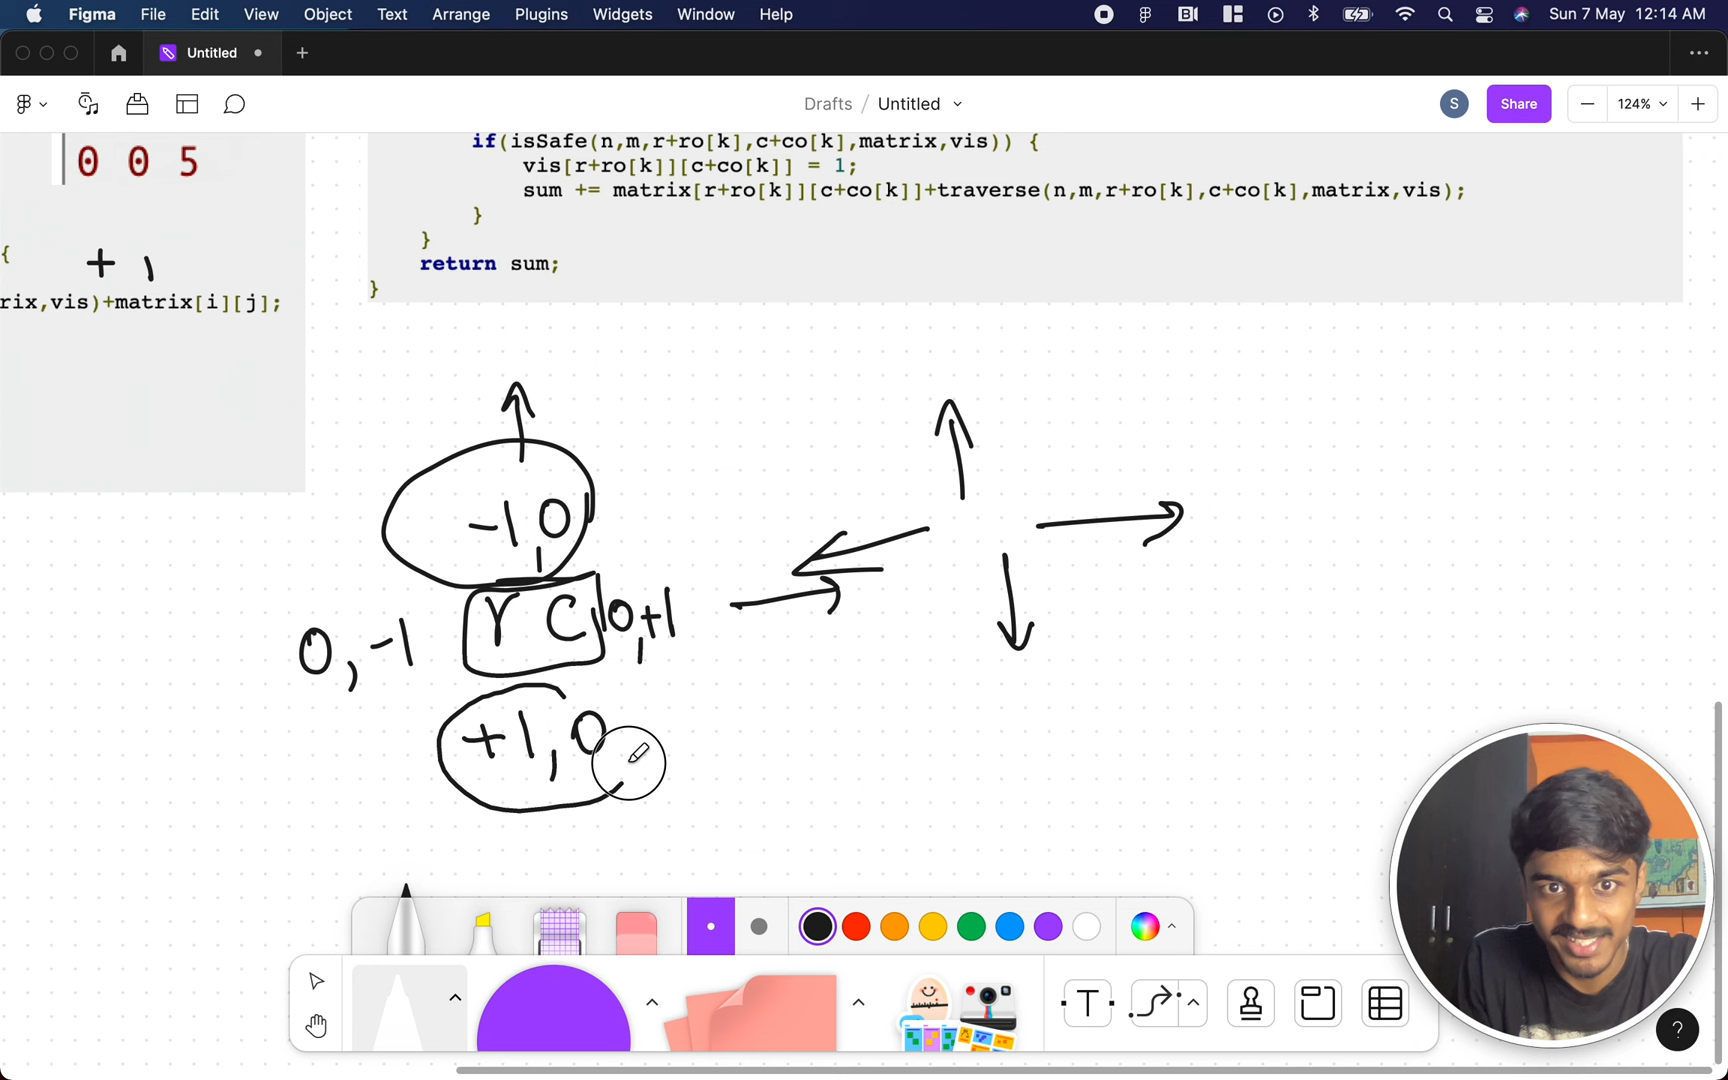 Figma File Edit View Object Text Arrange Plugins Widgets Window Help Sun 7 May 12:14 AM
Untitled
Drafts / Untitled S Share 124%
0 0 5
if(isSafe(n,m,r+ro[k],c+co[k],matrix,vis)) {
vis[r+ro[k]][c+co[k]] = 1;
sum += matrix[r+ro[k]][c+co[k]]+traverse(n,m,r+ro[k],c+co[k],matrix,vis);
}
}
return sum;
}
{
+ 1
rix,vis)+matrix[i][j];
-1,0
r C
0,+1
0,-1
+1,0
T
?